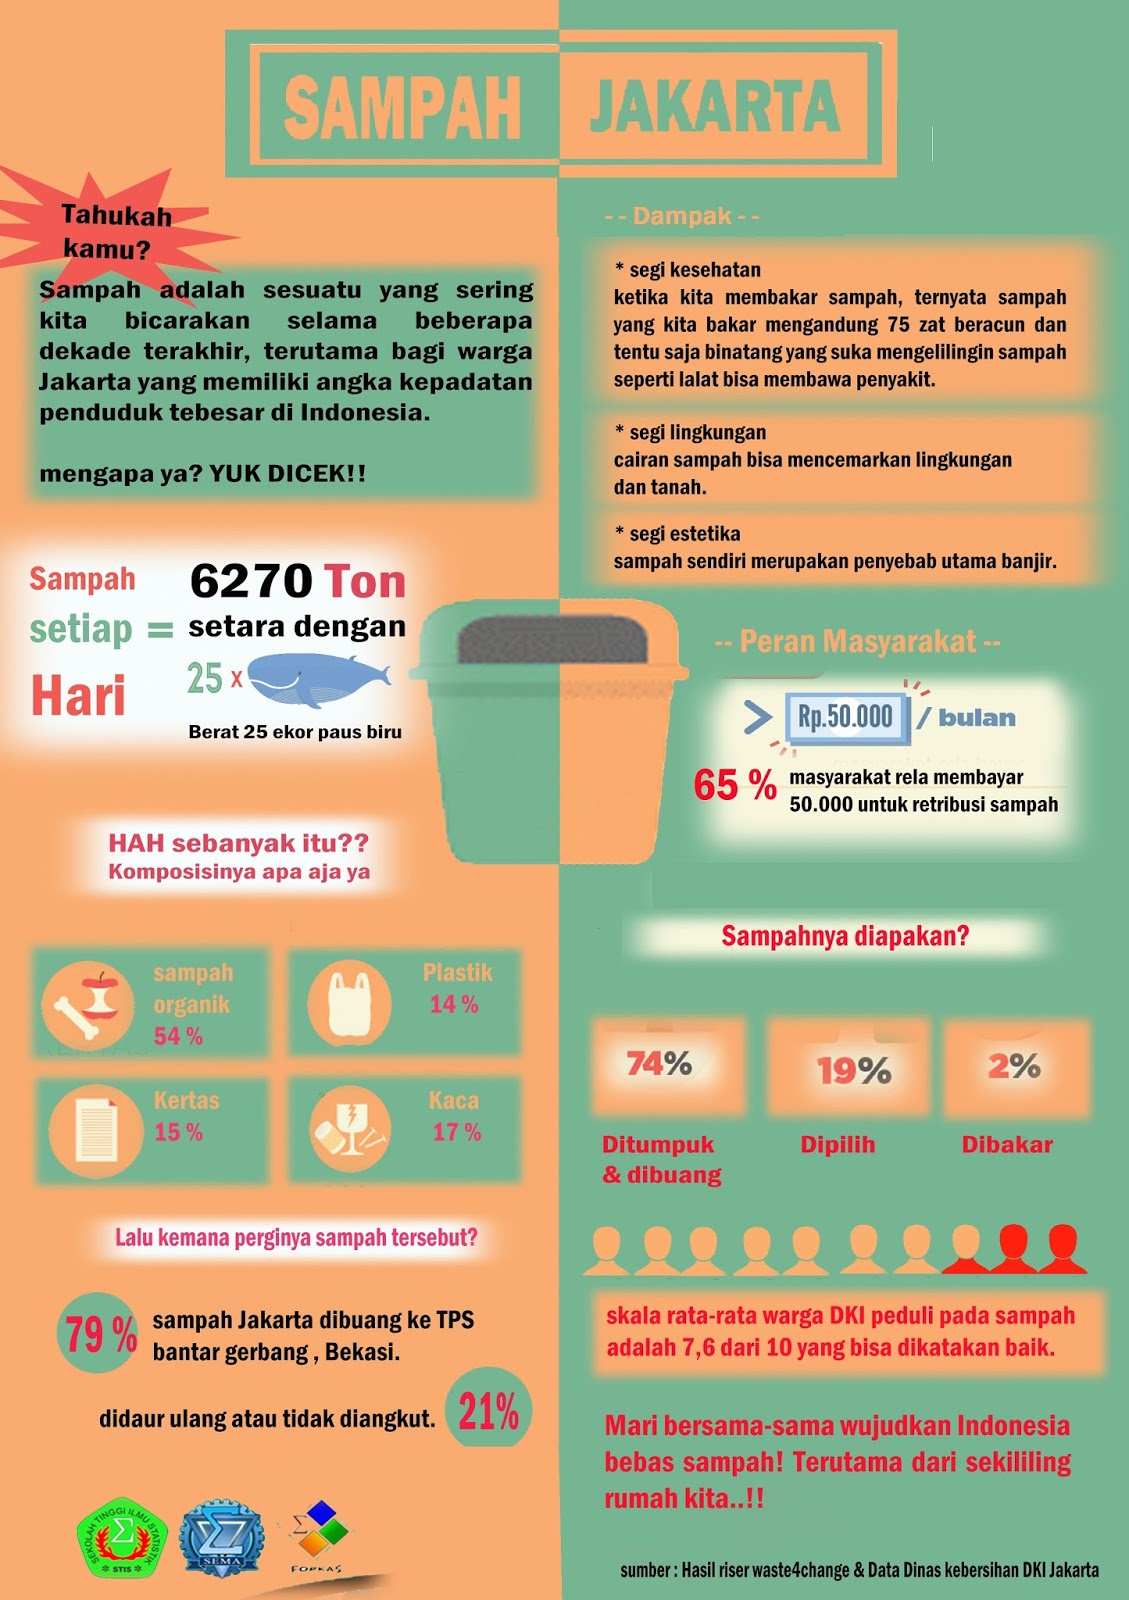 SAMPAH JAKARTA
Tahukah
kamu?
Sampah adalah sesuatu yang sering
kita bicarakan selama beberapa
dekade terakhir, terutama bagi warga
Jakarta yang memiliki angka kepadatan
penduduk tebesar di Indonesia.
mengapa ya? YUK DICEK!!
Sampah
setiap =
Hari
6270 Ton
setara dengan
25 x
Berat 25 ekor paus biru
HAH sebanyak itu??
Komposisinya apa aja ya
sampah
organik
54 %
Plastik
14 %
Kertas
15 %
Kaca
17 %
Lalu kemana perginya sampah tersebut?
79 %
sampah Jakarta dibuang ke TPS
bantar gerbang , Bekasi.
didaur ulang atau tidak diangkut.
21%
SEKOLAH TINGGI ILMU STATISTIK
* STIS *
SEMA
FORKAS
- - Dampak - -
* segi kesehatan
ketika kita membakar sampah, ternyata sampah
yang kita bakar mengandung 75 zat beracun dan
tentu saja binatang yang suka mengelilingin sampah
seperti lalat bisa membawa penyakit.
* segi lingkungan
cairan sampah bisa mencemarkan lingkungan
dan tanah.
* segi estetika
sampah sendiri merupakan penyebab utama banjir.
-- Peran Masyarakat --
> Rp.50.000 / bulan
65 %
masyarakat rela membayar
50.000 untuk retribusi sampah
Sampahnya diapakan?
74%
Ditumpuk
& dibuang
19%
Dipilih
2%
Dibakar
skala rata-rata warga DKI peduli pada sampah
adalah 7,6 dari 10 yang bisa dikatakan baik.
Mari bersama-sama wujudkan Indonesia
bebas sampah! Terutama dari sekililing
rumah kita..!!
sumber : Hasil riser waste4change & Data Dinas kebersihan DKI Jakarta